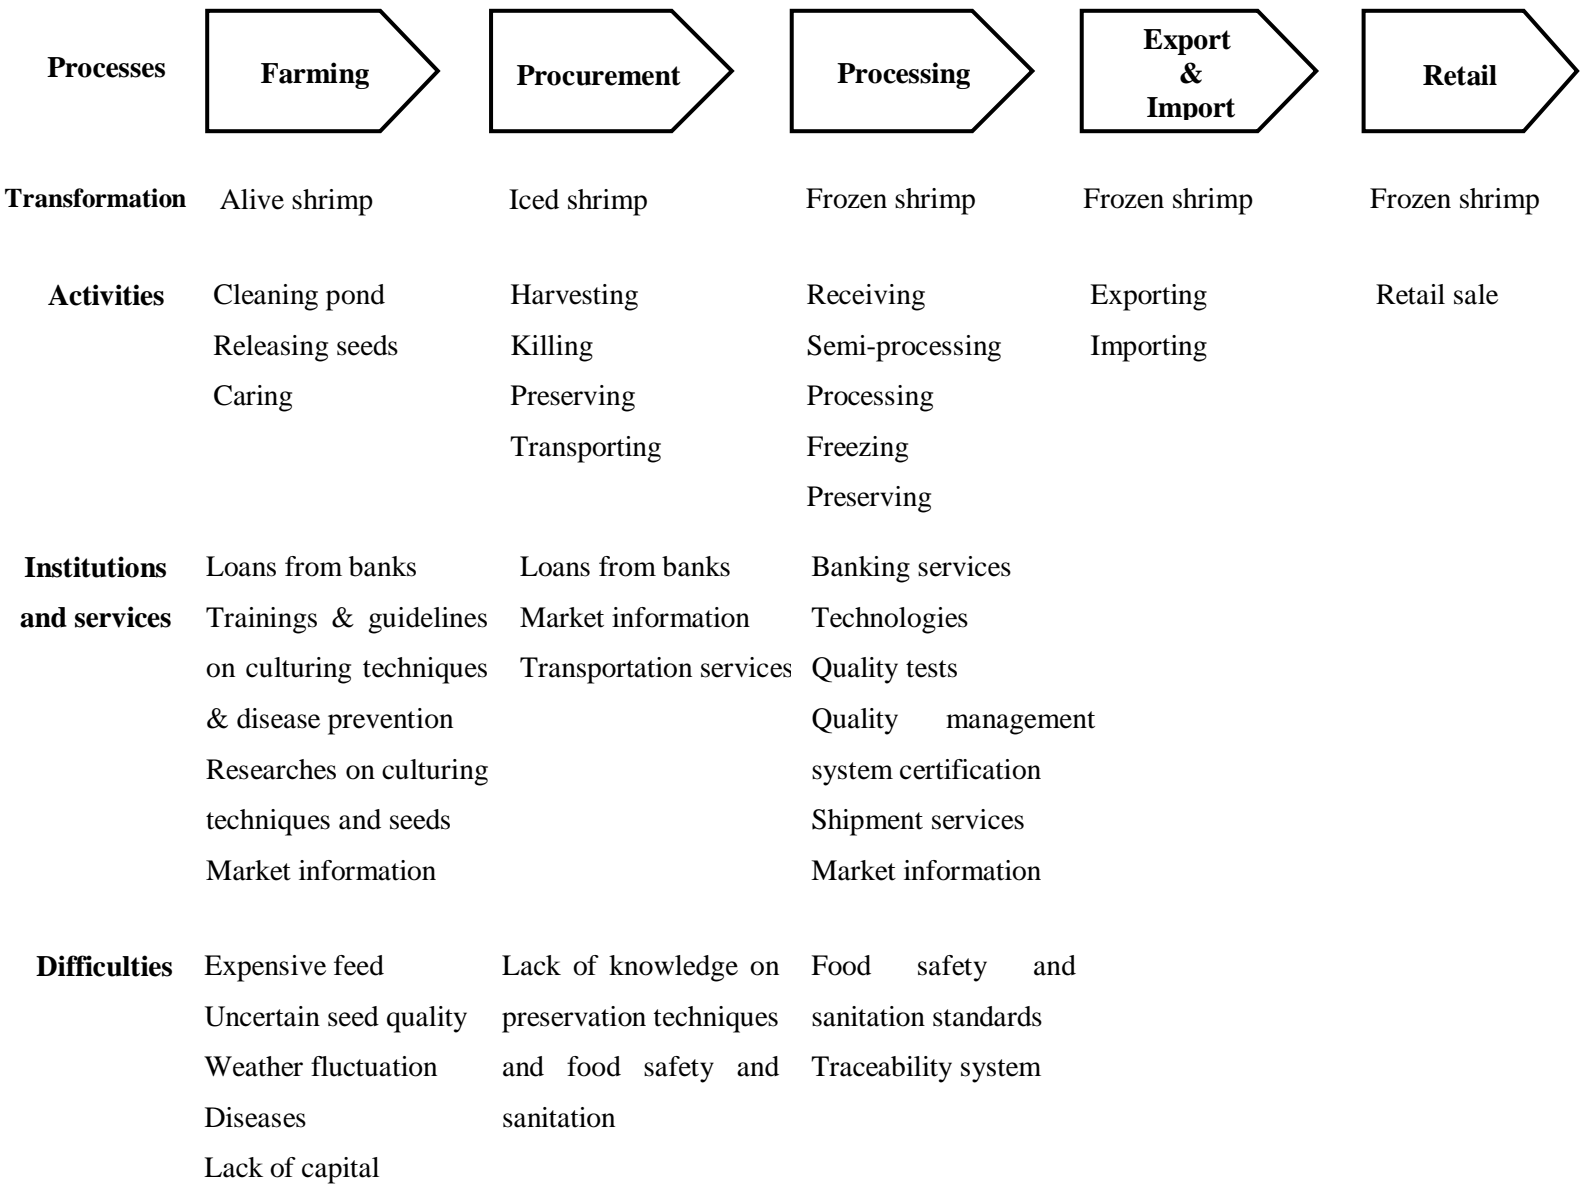 Processes
Farming
Procurement
Processing
Export
&
Import
Retail
Transformation
Alive shrimp
Iced shrimp
Frozen shrimp
Frozen shrimp
Frozen shrimp
Activities
Cleaning pond
Releasing seeds
Caring
Harvesting
Killing
Preserving
Transporting
Receiving
Semi-processing
Processing
Freezing
Preserving
Exporting
Importing
Retail sale
Institutions
and services
Loans from banks
Trainings & guidelines
on culturing techniques
& disease prevention
Researches on culturing
techniques and seeds
Market information
Loans from banks
Market information
Transportation services
Banking services
Technologies
Quality tests
Quality management
system certification
Shipment services
Market information
Difficulties
Expensive feed
Uncertain seed quality
Weather fluctuation
Diseases
Lack of capital
Lack of knowledge on
preservation techniques
and food safety and
sanitation
Food safety and
sanitation standards
Traceability system